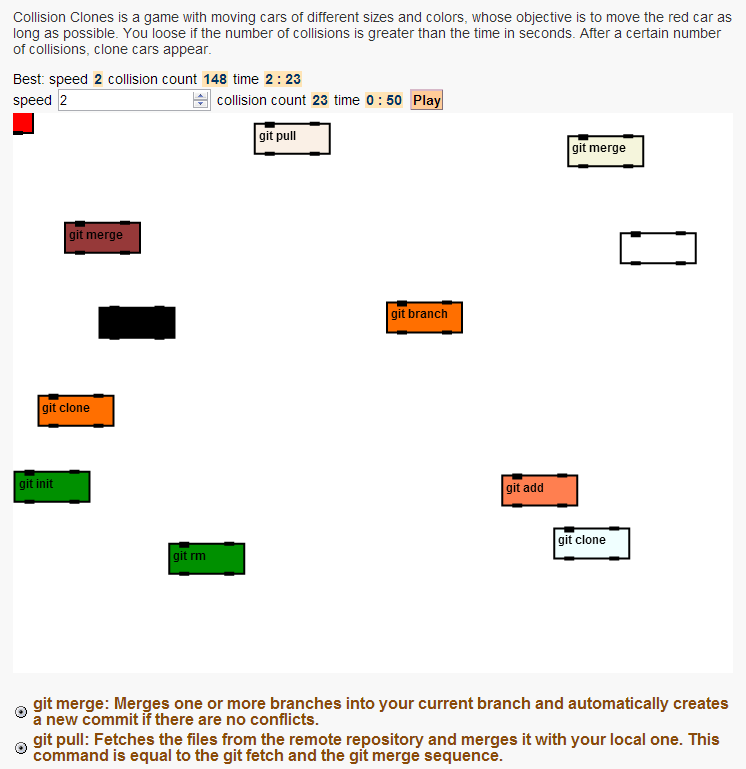 Collision Clones is a game with moving cars of different sizes and colors, whose objective is to move the red car as
long as possible. You loose if the number of collisions is greater than the time in seconds. After a certain number
of collisions, clone cars appear.
Best: speed 2 collision count 148 time 2 : 23
speed 2 collision count 23 time 0 : 50 Play
git pull
git merge
git merge
git branch
git clone
git init
git add
git clone
git rm
git merge: Merges one or more branches into your current branch and automatically creates
a new commit if there are no conflicts.
git pull: Fetches the files from the remote repository and merges it with your local one. This
command is equal to the git fetch and the git merge sequence.